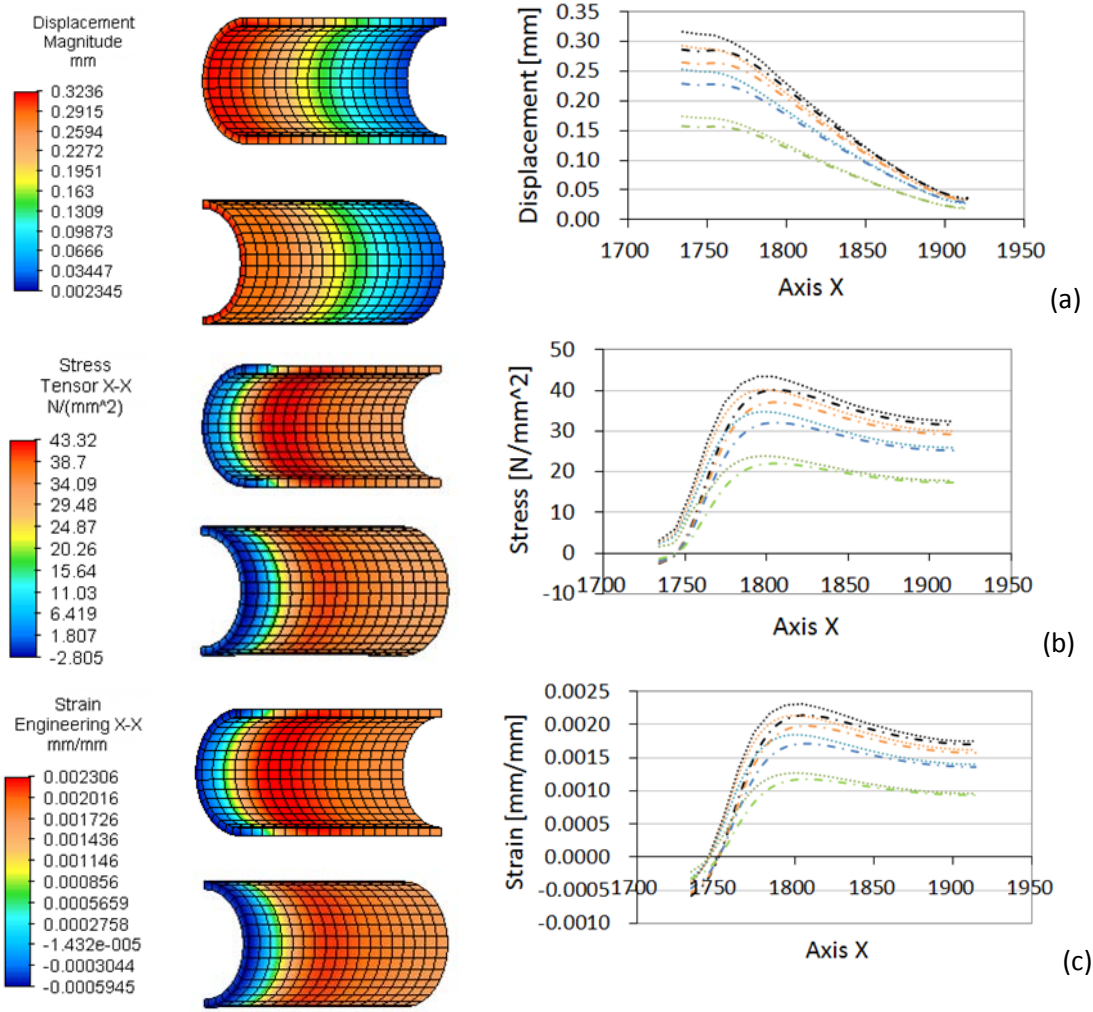 Displacement
Magnitude
mm
0.3236
0.2915
0.2594
0.2272
0.1951
0.163
0.1309
0.09873
0.0666
0.03447
0.002345
Displacement [mm]
0.35
0.30
0.25
0.20
0.15
0.10
0.05
0.00
1700 1750 1800 1850 1900 1950
Axis X
(a)
Stress
Tensor X-X
N/(mm^2)
43.32
38.7
34.09
29.48
24.87
20.26
15.64
11.03
6.419
1.807
-2.805
Stress [N/mm^2]
50
40
30
20
10
0
-10
1700 1750 1800 1850 1900 1950
Axis X
(b)
Strain
Engineering X-X
mm/mm
0.002306
0.002016
0.001726
0.001436
0.001146
0.000856
0.0005659
0.0002758
-1.432e-005
-0.0003044
-0.0005945
Strain [mm/mm]
0.0025
0.0020
0.0015
0.0010
0.0005
0.0000
-0.0005
-0.0010
1700 1750 1800 1850 1900 1950
Axis X
(c)